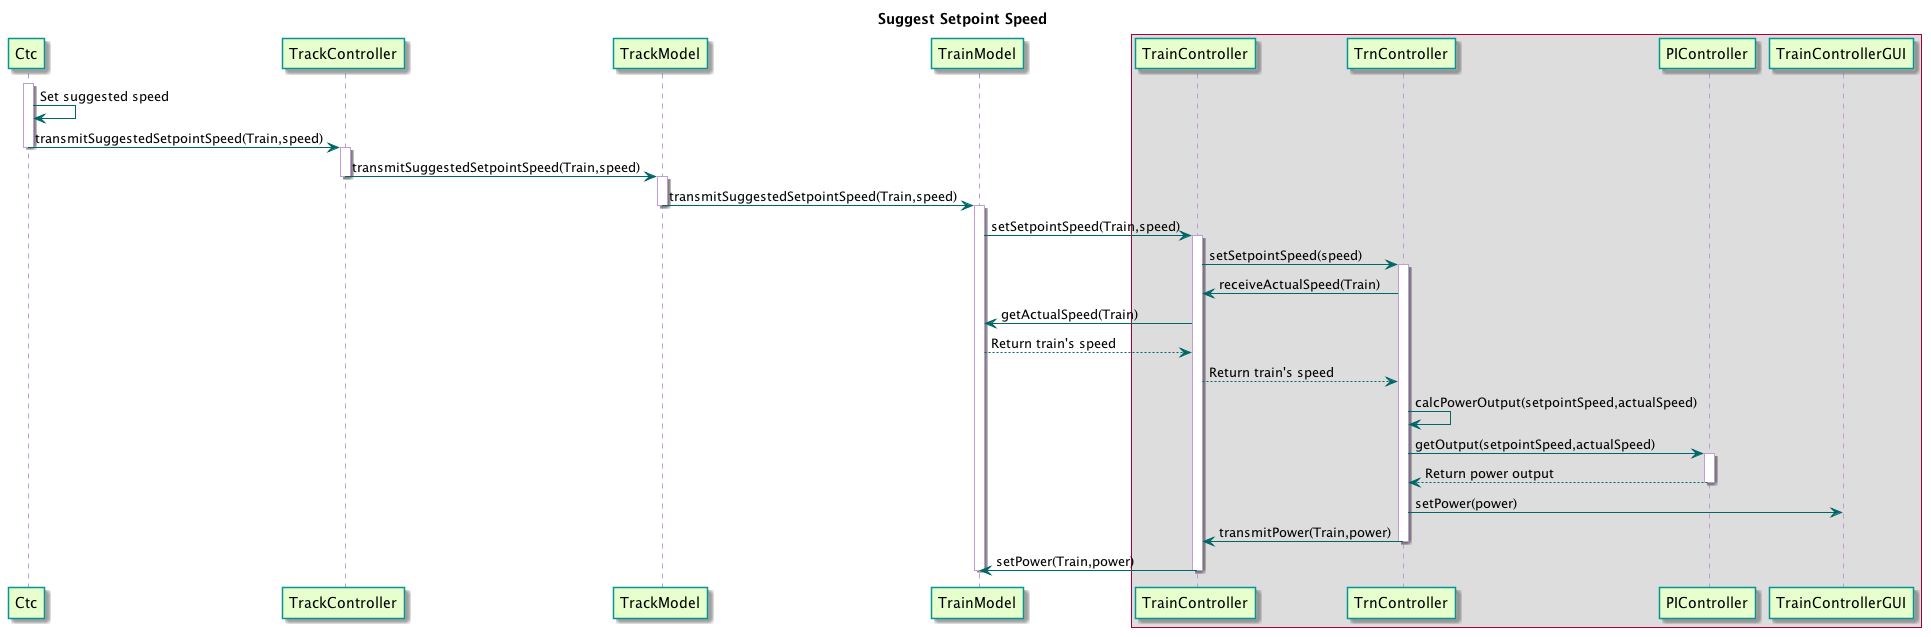 Suggest Setpoint Speed
Ctc
TrackController
TrackModel
TrainModel
TrainController
TrnController
PIController
TrainControllerGUI
Set suggested speed
transmitSuggestedSetpointSpeed(Train,speed)
transmitSuggestedSetpointSpeed(Train,speed)
transmitSuggestedSetpointSpeed(Train,speed)
setSetpointSpeed(Train,speed)
setSetpointSpeed(speed)
receiveActualSpeed(Train)
getActualSpeed(Train)
Return train's speed
Return train's speed
calcPowerOutput(setpointSpeed,actualSpeed)
getOutput(setpointSpeed,actualSpeed)
Return power output
setPower(power)
transmitPower(Train,power)
setPower(Train,power)
Ctc
TrackController
TrackModel
TrainModel
TrainController
TrnController
PIController
TrainControllerGUI